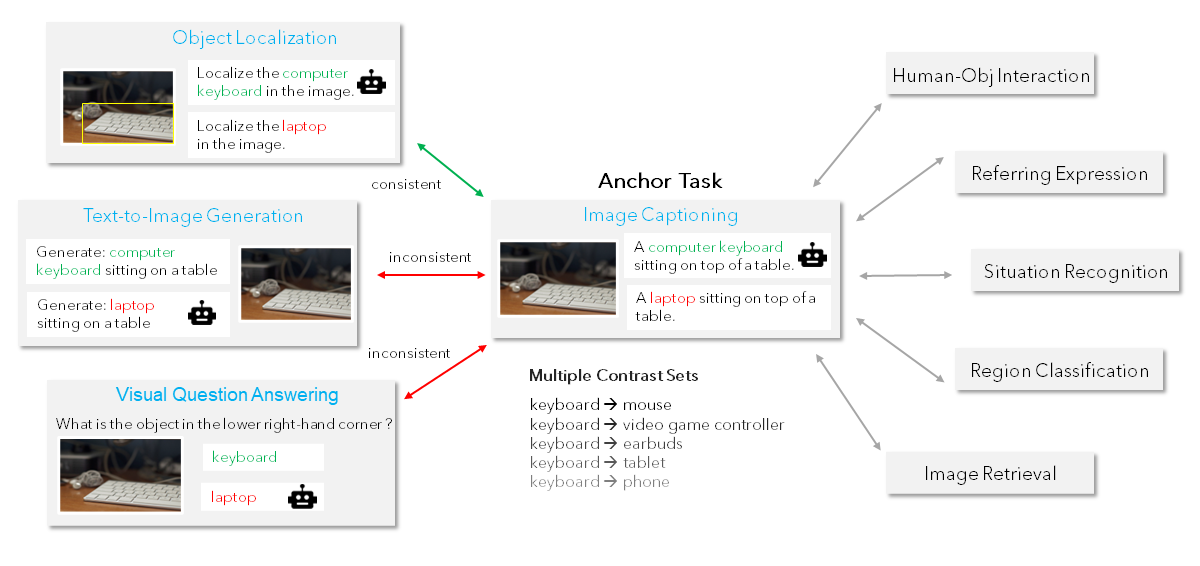 Object Localization
Localize the computer
keyboard in the image.
Localize the laptop
in the image.
consistent
Text-to-Image Generation
Generate: computer
keyboard sitting on a table
Generate: laptop
sitting on a table
inconsistent
inconsistent
Visual Question Answering
What is the object in the lower right-hand corner ?
keyboard
laptop
Anchor Task
Image Captioning
A computer keyboard
sitting on top of a table.
A laptop sitting on top of a
table.
Multiple Contrast Sets
keyboard → mouse
keyboard → video game controller
keyboard → earbuds
keyboard → tablet
keyboard → phone
Human-Obj Interaction
Referring Expression
Situation Recognition
Region Classification
Image Retrieval